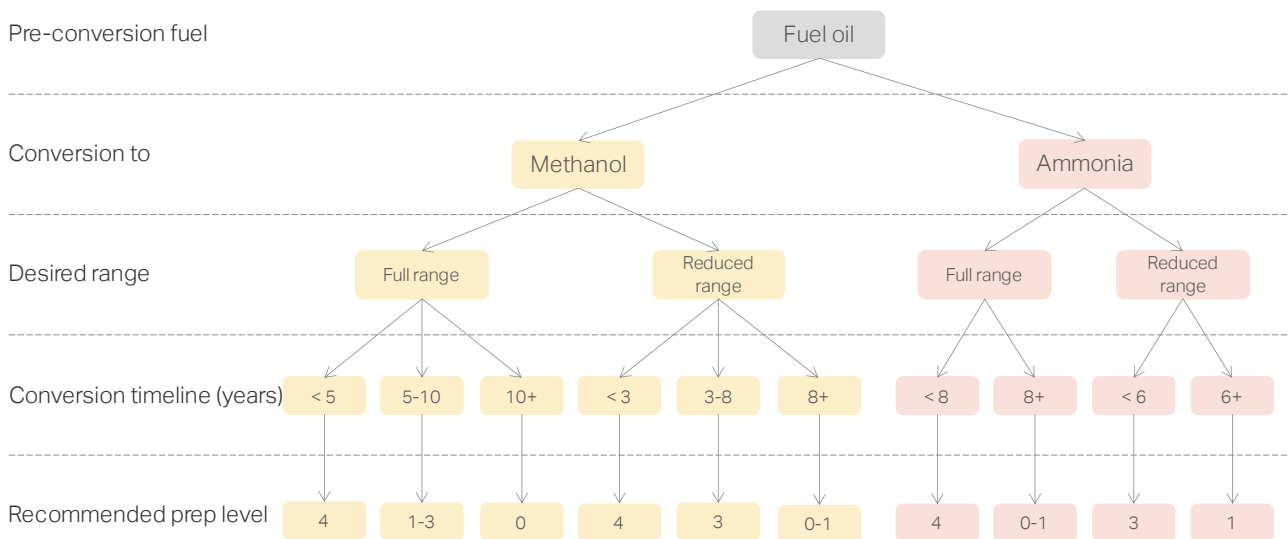 Pre-conversion fuel
Fuel oil
Conversion to
Methanol
Ammonia
Desired range
Full range
Reduced
range
Full range
Reduced
range
Conversion timeline (years)
< 5
5-10
10+
< 3
3-8
8+
< 8
8+
< 6
6+
Recommended prep level
4
1-3
0
4
3
0-1
4
0-1
3
1